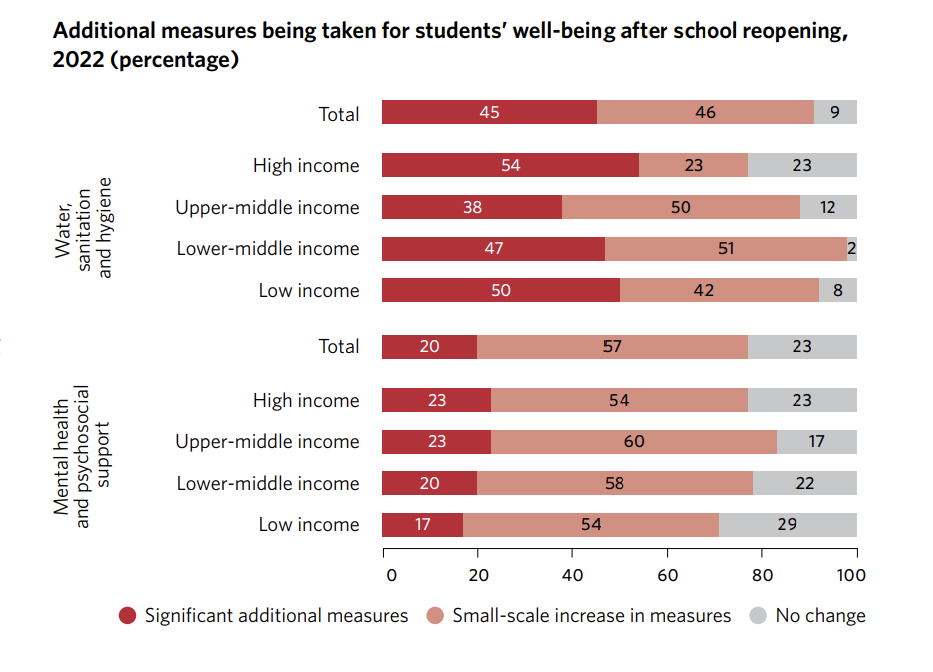 Additional measures being taken for students’ well-being after school reopening,
2022 (percentage)
Water,
sanitation
and hygiene
Total 45 46 9
High income 54 23 23
Upper-middle income 38 50 12
Lower-middle income 47 51 2
Low income 50 42 8
Mental health
and psychosocial
support
Total 20 57 23
High income 23 54 23
Upper-middle income 23 60 17
Lower-middle income 20 58 22
Low income 17 54 29
0 20 40 60 80 100
Significant additional measures Small-scale increase in measures No change